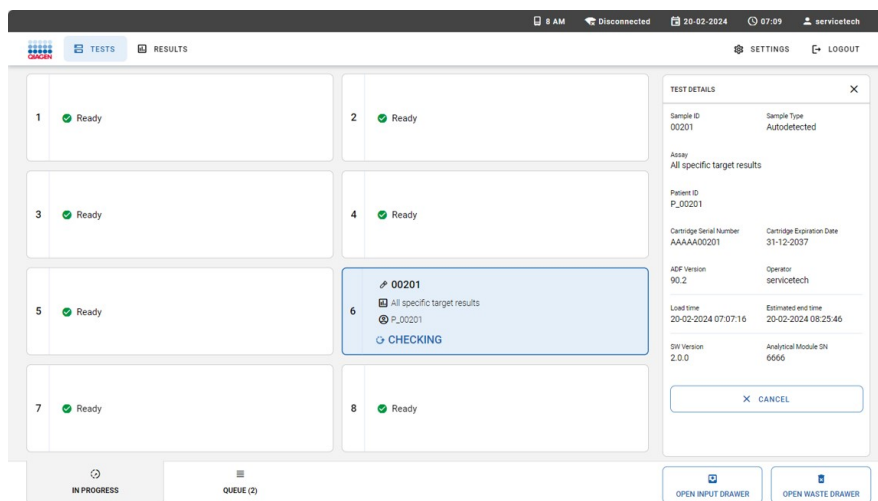 8 AM Disconnected 20-02-2024 07:09 servicetech
QIAGEN TESTS RESULTS SETTINGS LOGOUT
1 Ready
2 Ready
3 Ready
4 Ready
5 Ready
6
00201
All specific target results
P_00201
CHECKING
7 Ready
8 Ready
TEST DETAILS
Sample ID Sample Type
00201 Autodetected
Assay
All specific target results
Patient ID
P_00201
Cartridge Serial Number Cartridge Expiration Date
AAAAA00201 31-12-2037
ADF Version Operator
90.2 servicetech
Load time Estimated end time
20-02-2024 07:07:16 20-02-2024 08:25:46
SW Version Analytical Module SN
2.0.0 6666
CANCEL
IN PROGRESS QUEUE (2) OPEN INPUT DRAWER OPEN WASTE DRAWER